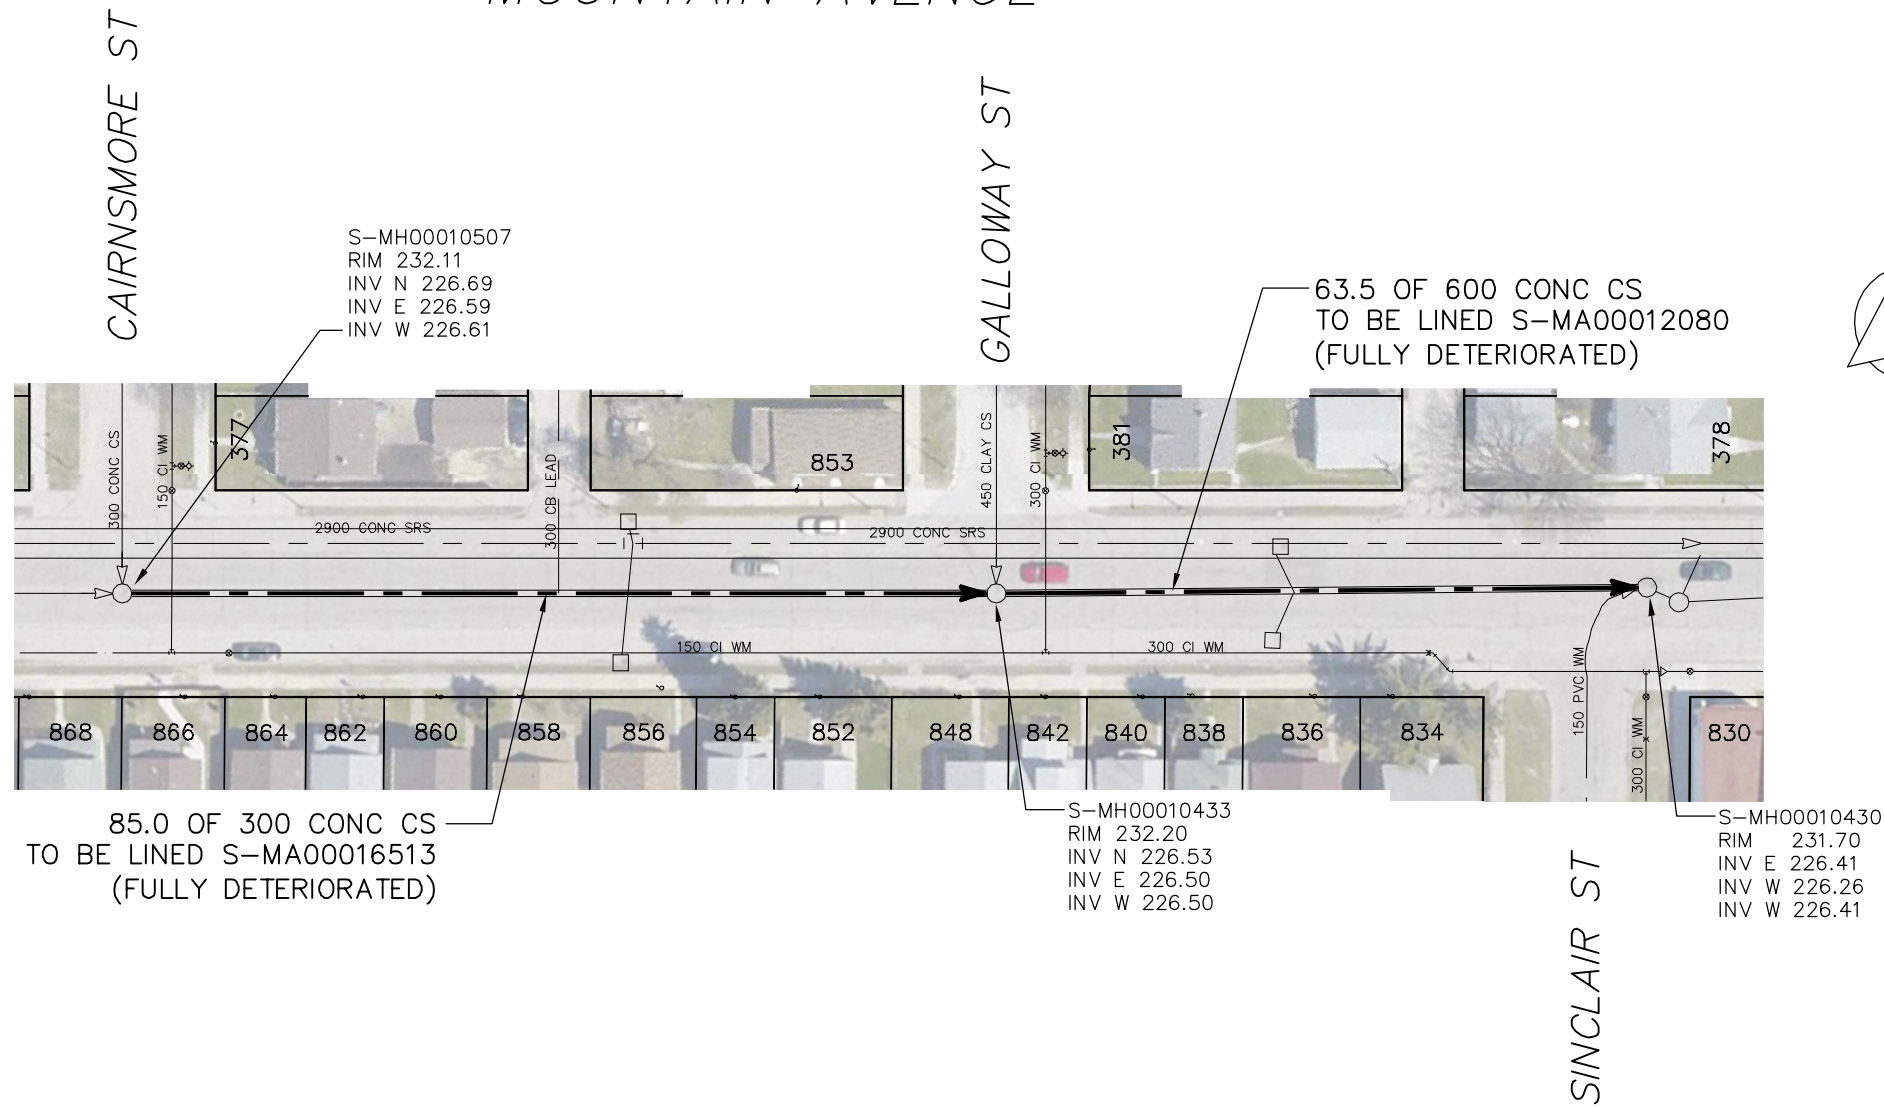 MOUNTAIN AVENUE
CAIRNSMORE ST
GALLOWAY ST
S-MH00010507
RIM 232.11
INV N 226.69
INV E 226.59
INV W 226.61
63.5 OF 600 CONC CS
TO BE LINED S-MA00012080
(FULLY DETERIORATED)
300 CONC CS
150 CI WM
377
300 CB LEAD
853
450 CLAY CS
300 CI WM
381
378
2900 CONC SRS
2900 CONC SRS
150 CI WM
300 CI WM
150 PVC WM
300 CI WM
868
866
864
862
860
858
856
854
852
848
842
840
838
836
834
830
85.0 OF 300 CONC CS
TO BE LINED S-MA00016513
(FULLY DETERIORATED)
S-MH00010433
RIM 232.20
INV N 226.53
INV E 226.50
INV W 226.50
S-MH00010430
RIM 231.70
INV E 226.41
INV W 226.26
INV W 226.41
SINCLAIR ST